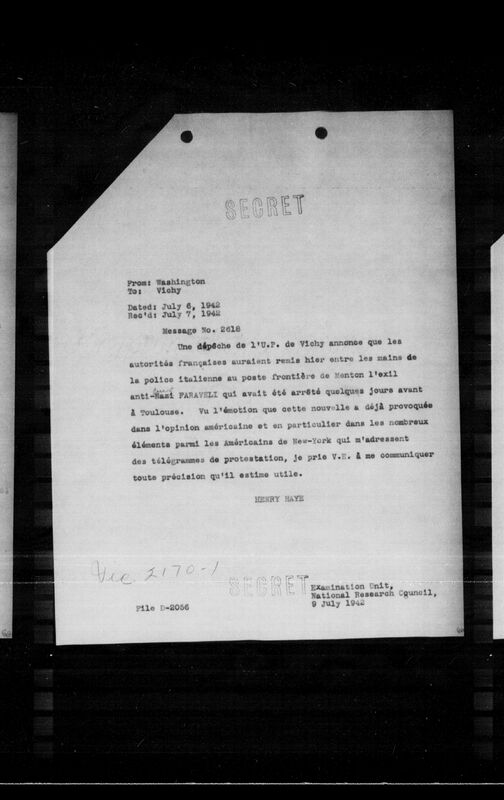 SECRET
From: Washington
To: Vichy
Dated: July 6, 1942
Rec'd: July 7, 1942
Message No. 2618
Une dépêche de l'U.P. de Vichy annonce que les
autorités françaises auraient remis hier entre les mains de
la police italienne au poste frontière de Menton l'exil
anti-Nazi FARAVELI qui avait été arrêté quelques jours avant
à Toulouse. Vu l'émotion que cette nouvelle a déjà provoquée
dans l'opinion américaine et en particulier dans les nombreux
éléments parmi les Américains de New-York qui m'adressent
des télégrammes de protestation, je prie V.E. à me communiquer
toute précision qu'il estime utile.
HENRY HAYE
Vic 2170-1
SECRET
Examination Unit,
National Research Council,
9 July 1942
File D-2056